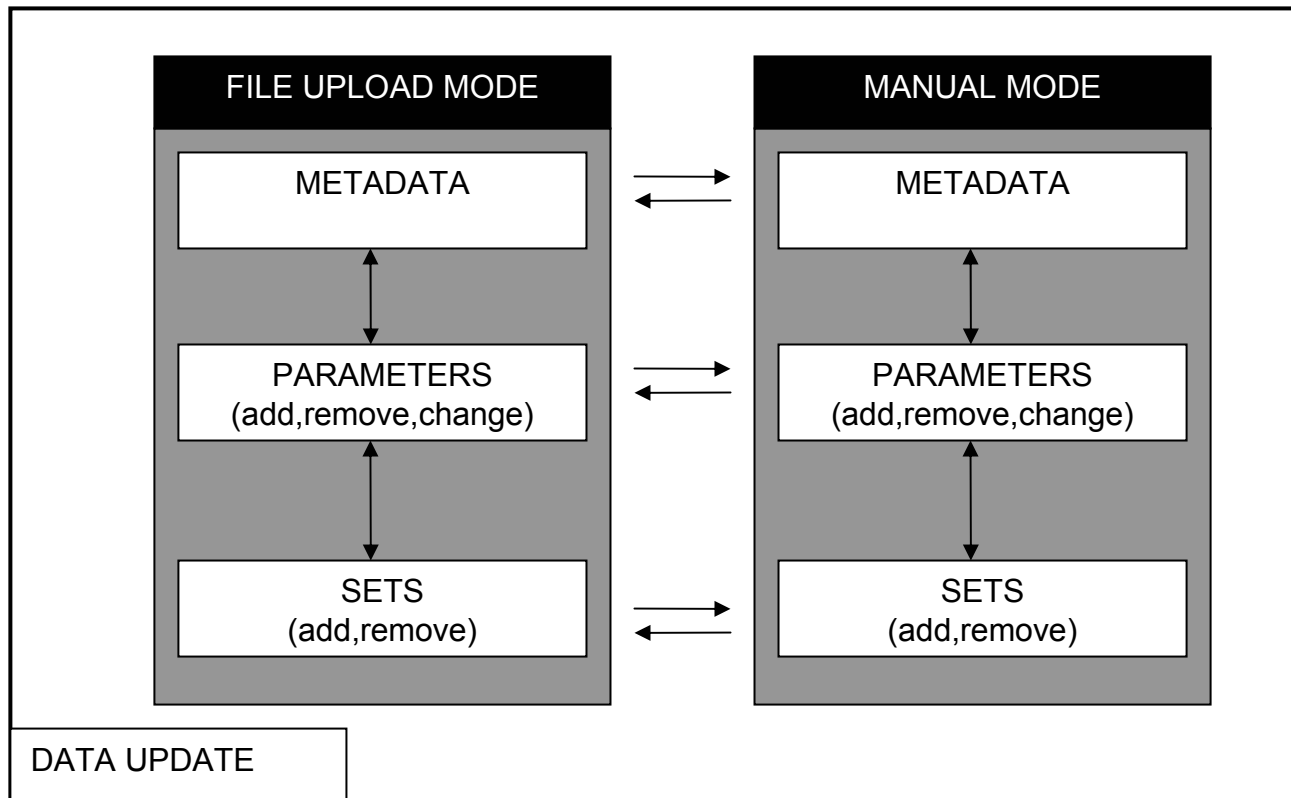 FILE UPLOAD MODE
METADATA
PARAMETERS
(add,remove,change)
SETS
(add,remove)
MANUAL MODE
METADATA
PARAMETERS
(add,remove,change)
SETS
(add,remove)
DATA UPDATE